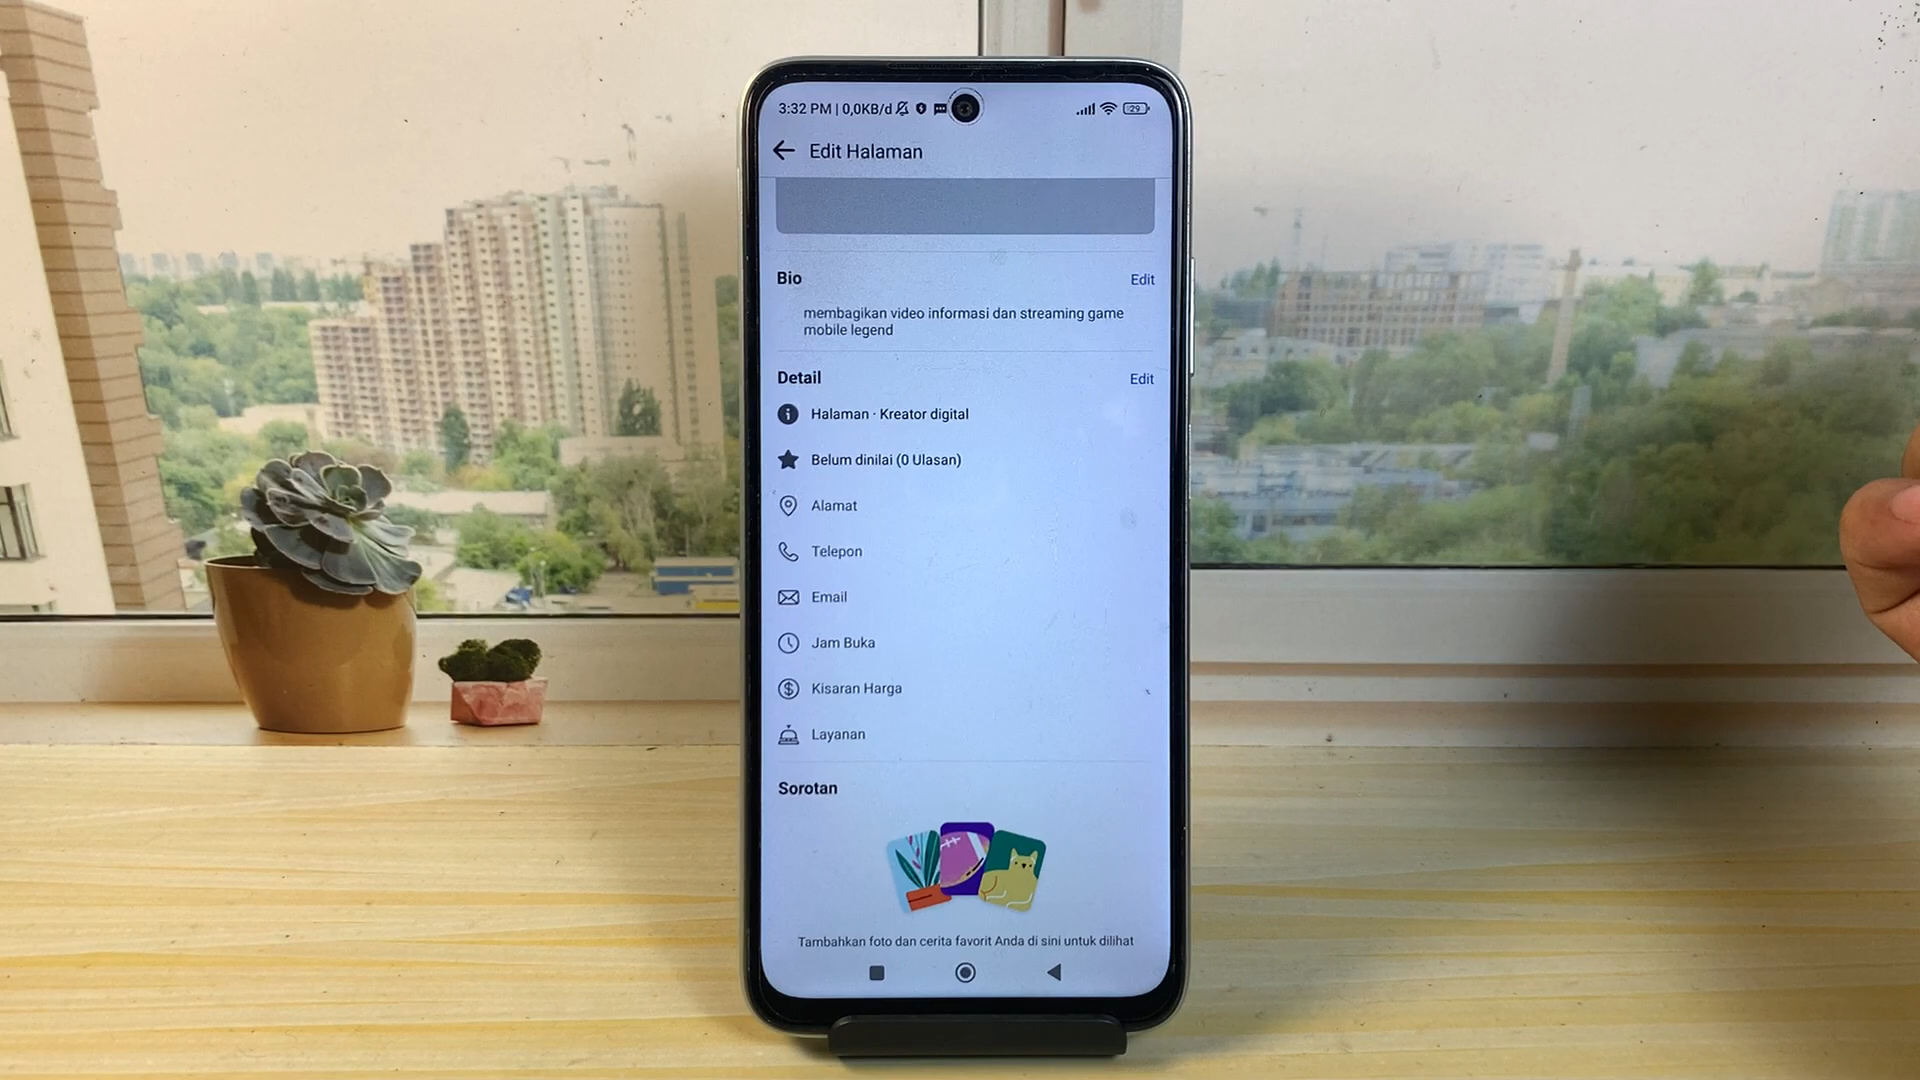 3:32 PM | 0,0KB/d
29
Edit Halaman
Bio
Edit
membagikan video informasi dan streaming game
mobile legend
Detail
Edit
Halaman · Kreator digital
Belum dinilai (0 Ulasan)
Alamat
Telepon
Email
Jam Buka
Kisaran Harga
Layanan
Sorotan
Tambahkan foto dan cerita favorit Anda di sini untuk dilihat